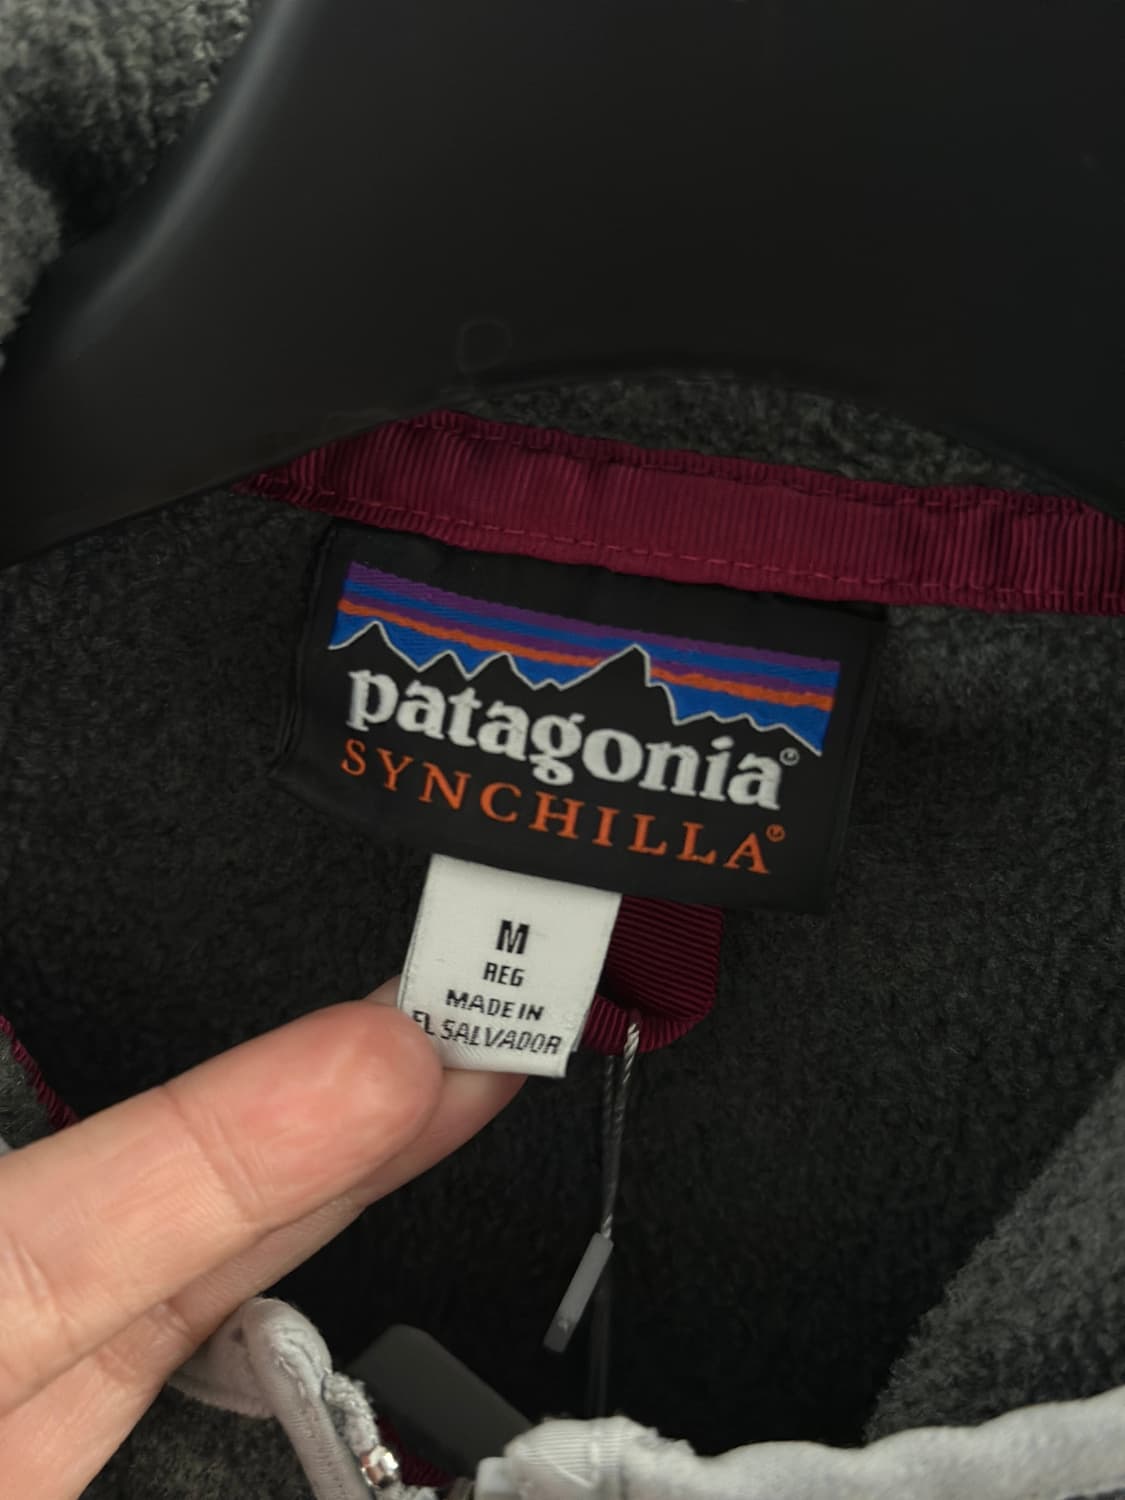 patagonia®
SYNCHILLA®
M
REG
MADE IN
EL SALVADOR